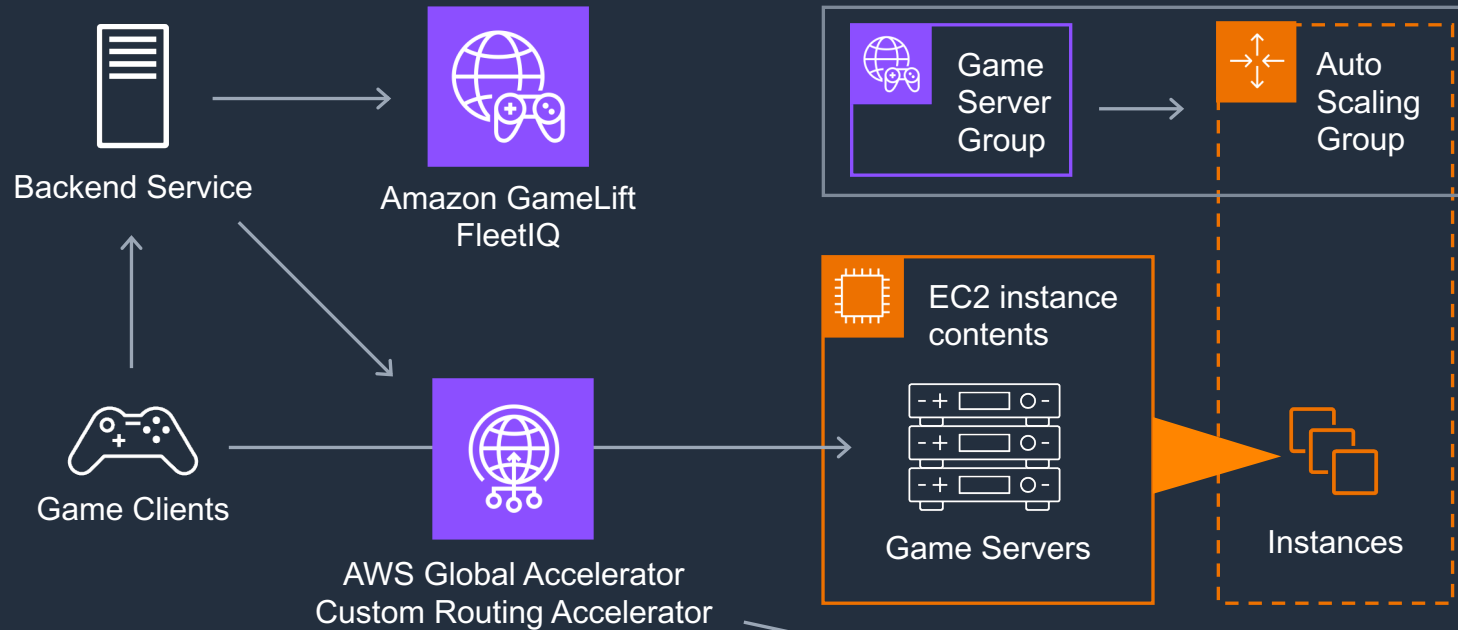 Backend Service
Amazon GameLift
FleetIQ
Game
Server
Group
Auto
Scaling
Group
EC2 instance
contents
Game Clients
Game Servers
Instances
AWS Global Accelerator
Custom Routing Accelerator